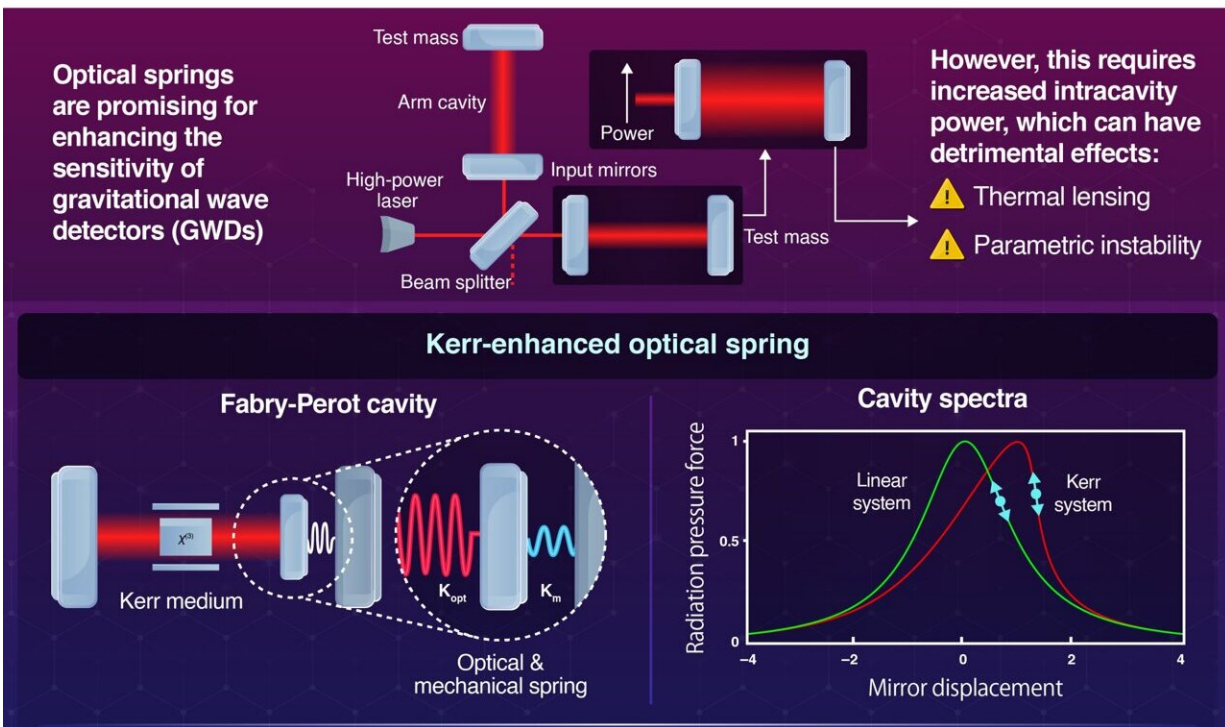 Optical springs
are promising for
enhancing the
sensitivity of
gravitational wave
detectors (GWDs)
Test mass
Arm cavity
Input mirrors
High-power
laser
Beam splitter
Power
Test mass
However, this requires
increased intracavity
power, which can have
detrimental effects:
! Thermal lensing
! Parametric instability
Kerr-enhanced optical spring
Fabry-Perot cavity
χ(3)
Kerr medium
Kopt
Km
Optical &
mechanical spring
Cavity spectra
Radiation pressure force
1
0.5
0
Linear
system
Kerr
system
−4
−2
0
2
4
Mirror displacement